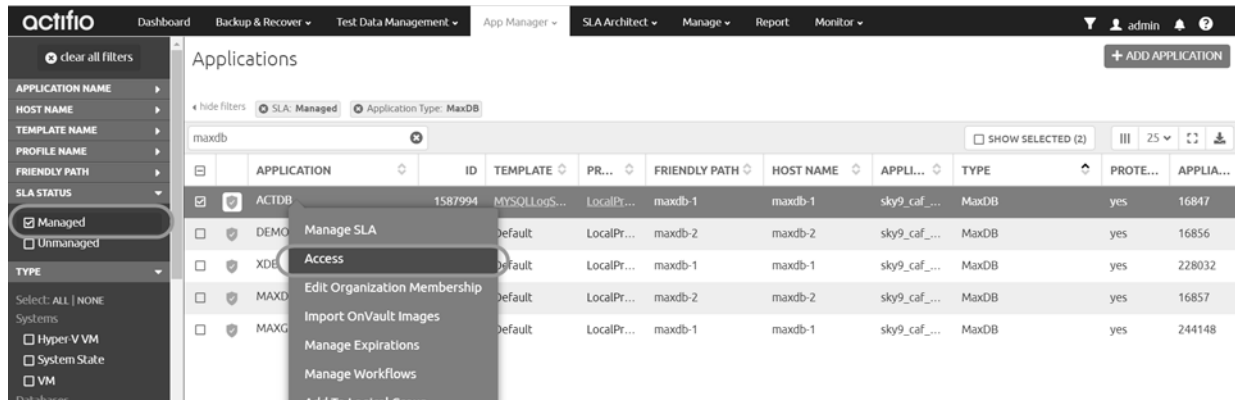 actifio Dashboard Backup & Recover Test Data Management App Manager SLA Architect Manage Report Monitor admin
clear all filters
Applications
+ ADD APPLICATION
APPLICATION NAME
HOST NAME
hide filters SLA: Managed Application Type: MaxDB
TEMPLATE NAME
maxdb SHOW SELECTED (2) 25
PROFILE NAME
FRIENDLY PATH
APPLICATION ID TEMPLATE PR... FRIENDLY PATH HOST NAME APPLI... TYPE PROTE... APPLIA...
SLA STATUS
ACTDB 1587994 MYSQLLogS... LocalPr... maxdb-1 maxdb-1 sky9_caf_... MaxDB yes 16847
Managed
Manage SLA
DEMO Default LocalPr... maxdb-2 maxdb-2 sky9_caf_... MaxDB yes 16856
Unmanaged
Access
XDE Default LocalPr... maxdb-1 maxdb-1 sky9_caf_... MaxDB yes 228032
TYPE
Edit Organization Membership
Select: ALL | NONE
MAXD Default LocalPr... maxdb-2 maxdb-2 sky9_caf_... MaxDB yes 16857
Systems
Import OnVault Images
MAXG Default LocalPr... maxdb-1 maxdb-1 sky9_caf_... MaxDB yes 244148
Hyper-V VM
Manage Expirations
System State
Manage Workflows
VM
Databases